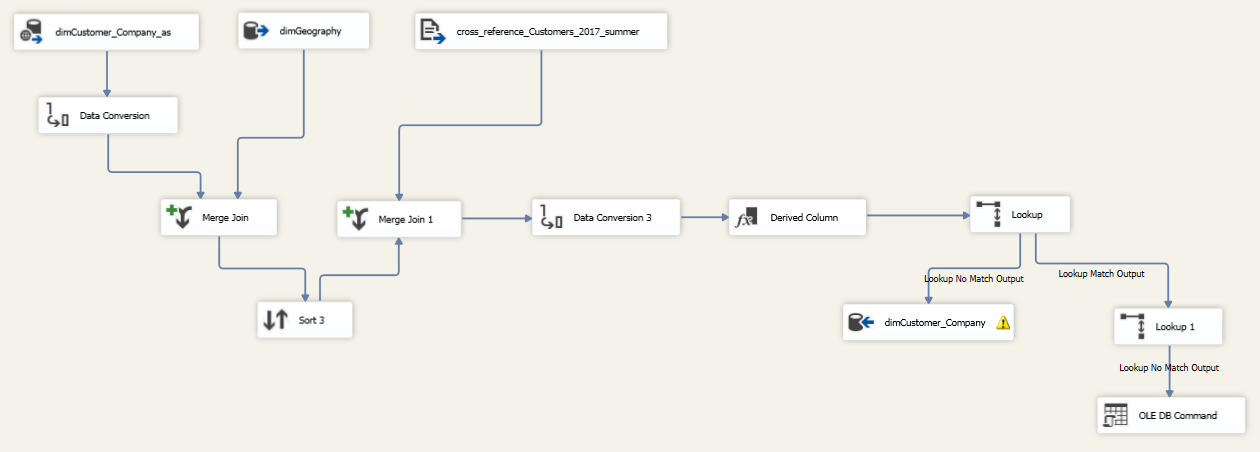 dimCustomer_Company_as
dimGeography
cross_reference_Customers_2017_summer
Data Conversion
Merge Join
Merge Join 1
Data Conversion 3
Derived Column
Lookup
Lookup No Match Output
Lookup Match Output
Sort 3
dimCustomer_Company
Lookup 1
Lookup No Match Output
OLE DB Command